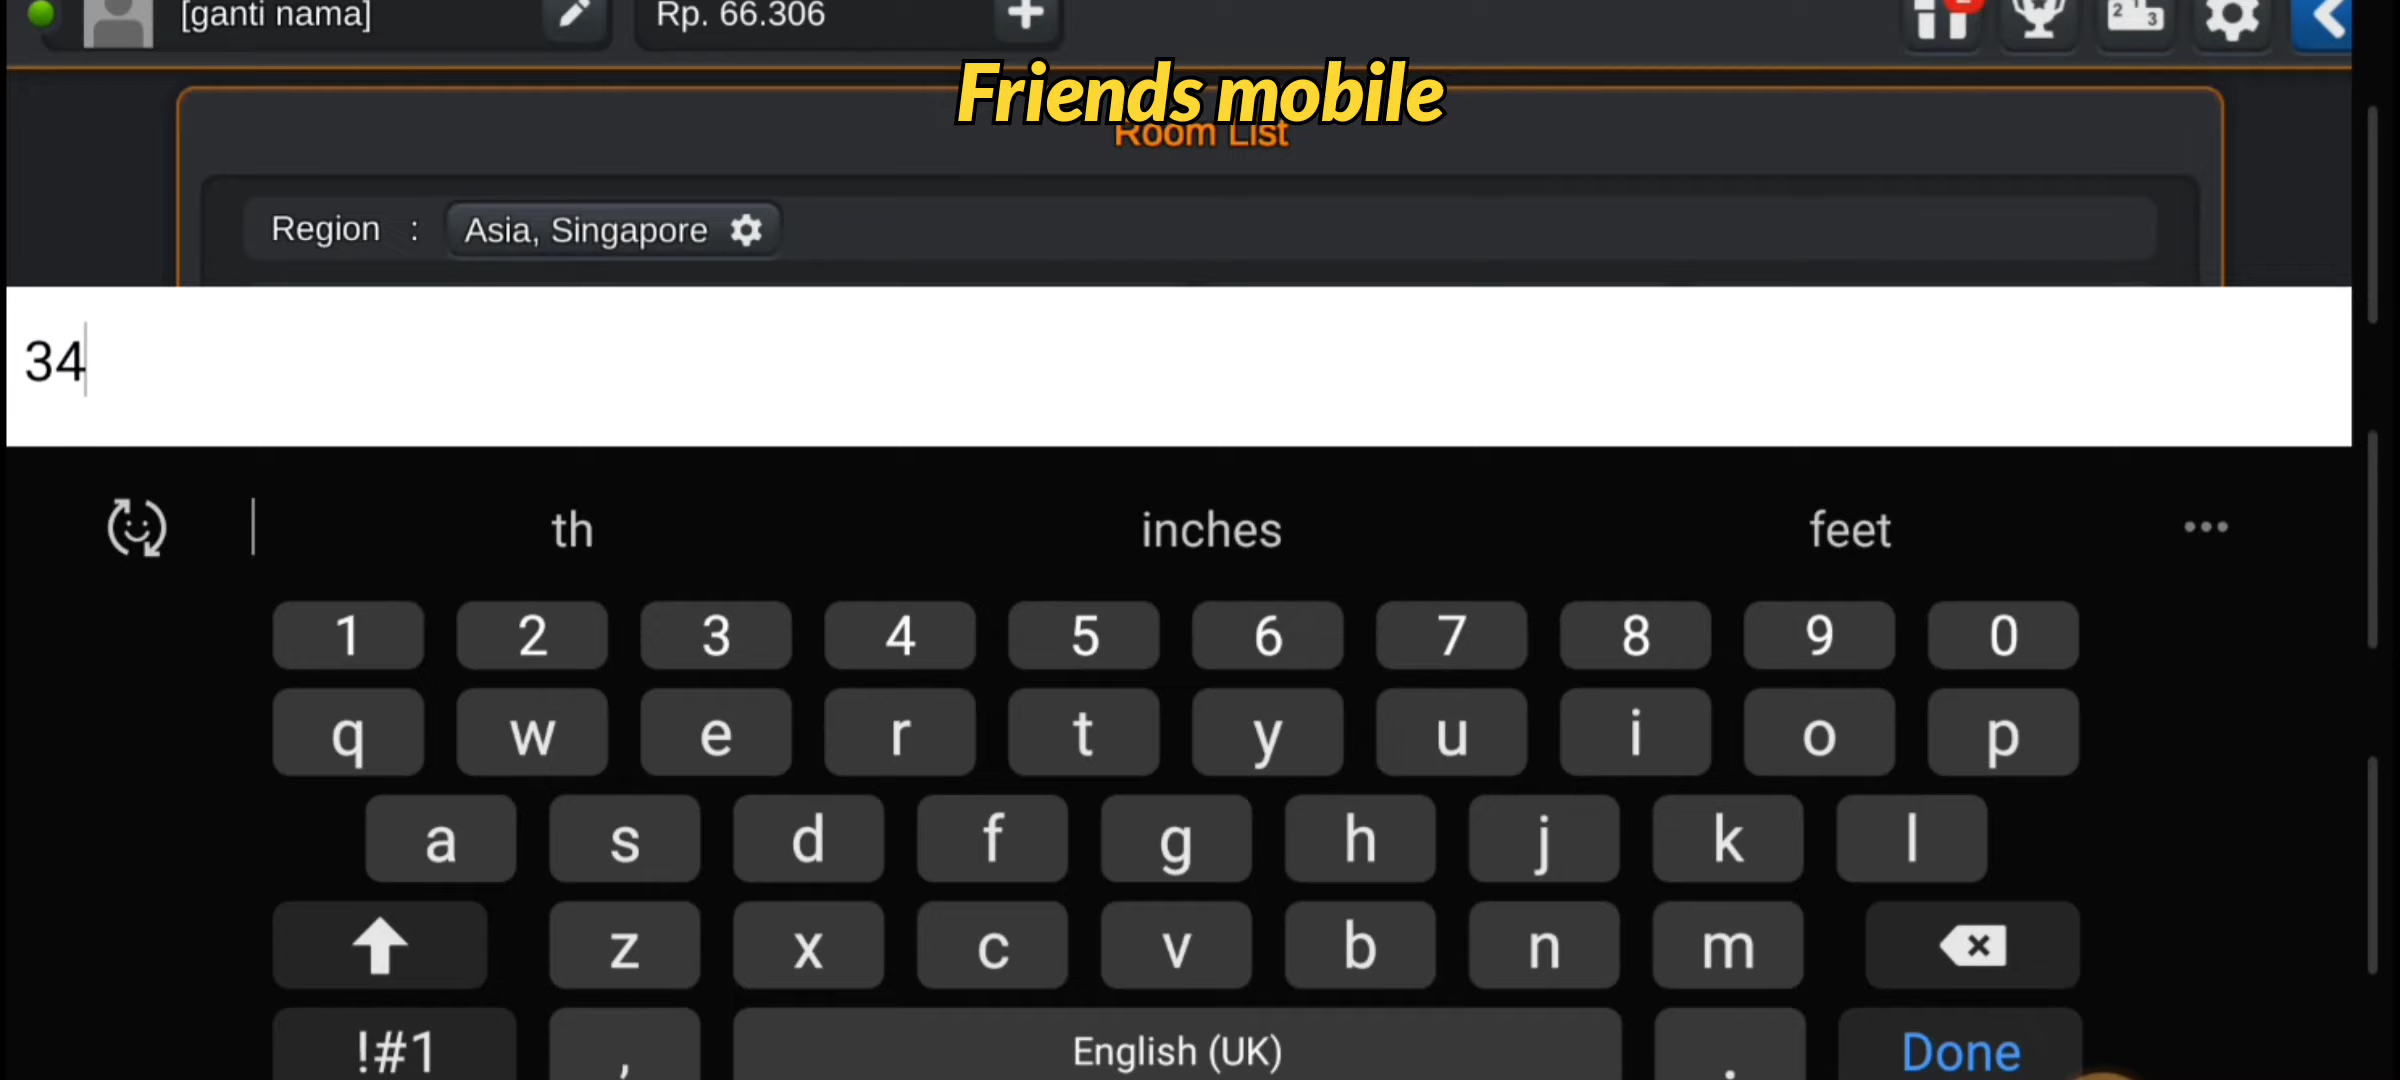 [ganti nama] Rp. 66.306
Friends mobile
Room List
Region : Asia, Singapore
34
th inches feet
1 2 3 4 5 6 7 8 9 0
q w e r t y u i o p
a s d f g h j k l
z x c v b n m
!#1 , English (UK) . Done